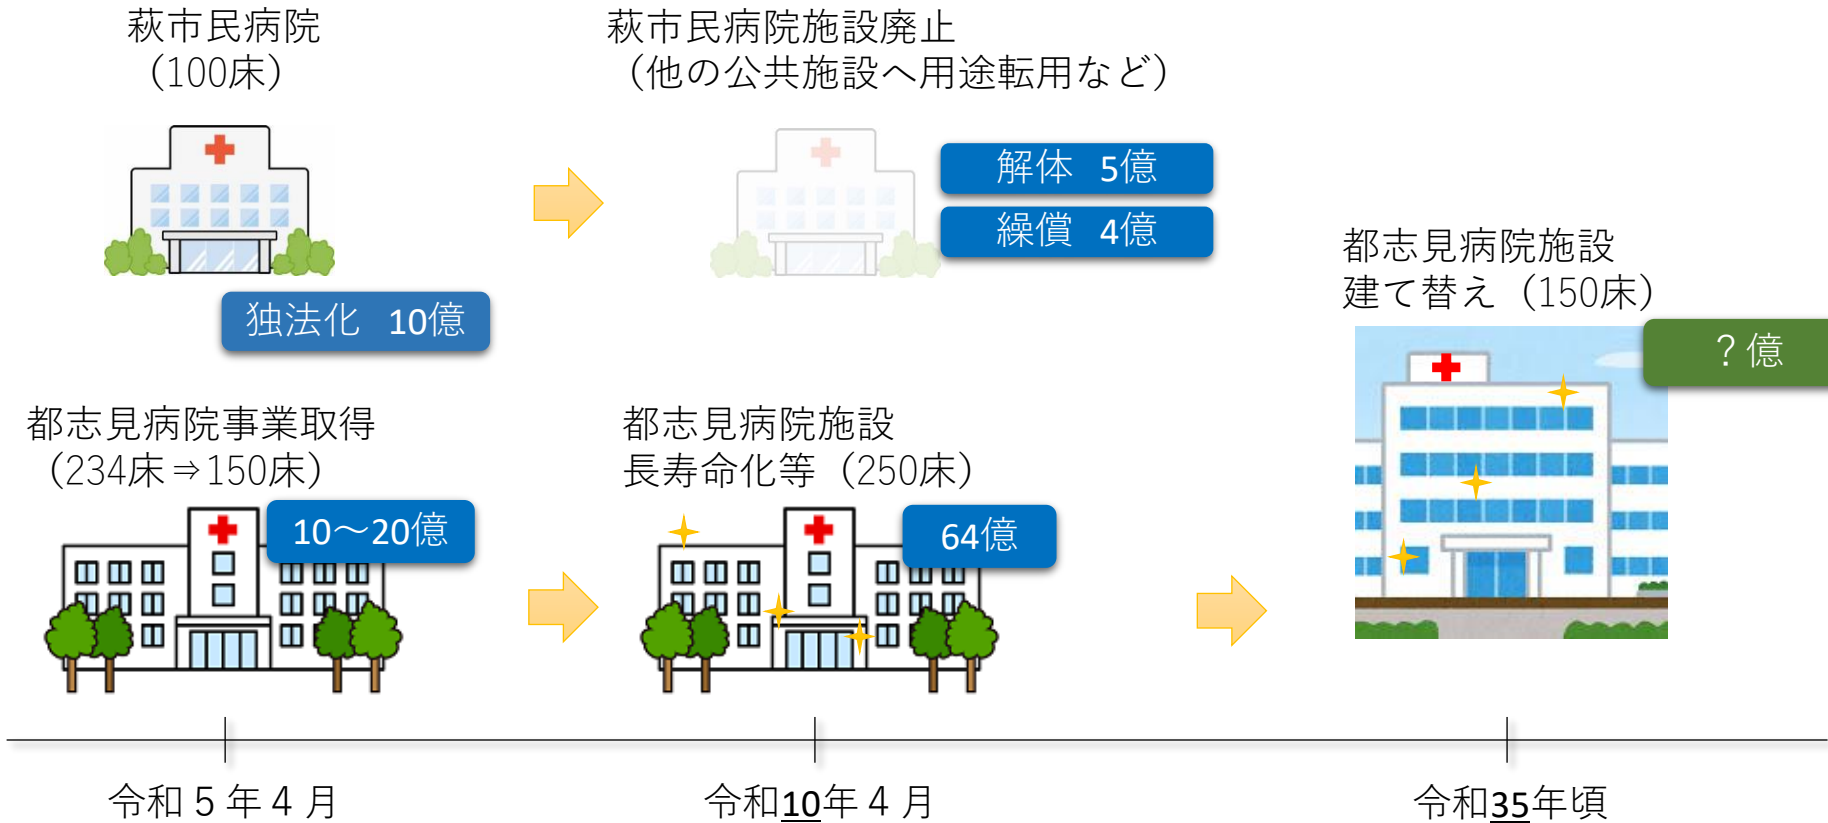 萩市民病院
（100床）
萩市民病院施設廃止
（他の公共施設へ用途転用など）
解体 5億
繰償 4億
独法化 10億
都志見病院施設
建て替え（150床）
？億
都志見病院事業取得
（234床⇒150床）
10～20億
都志見病院施設
長寿命化等（250床）
64億
令和５年４月
令和10年４月
令和35年頃